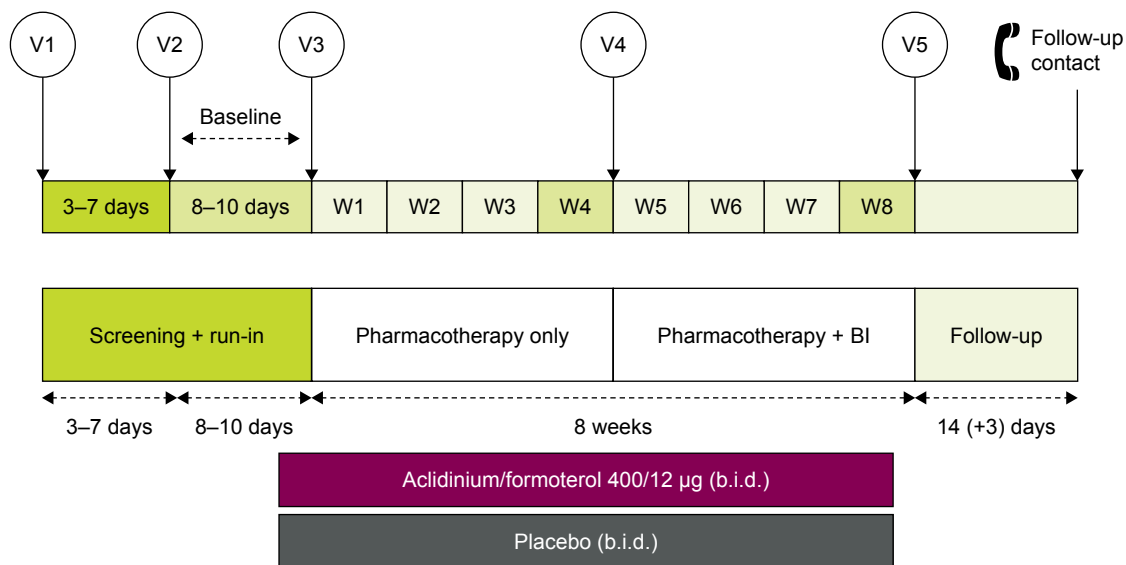 V1
V2
V3
V4
V5
Follow-up
contact
Baseline
3–7 days
8–10 days
W1
W2
W3
W4
W5
W6
W7
W8
Screening + run-in
Pharmacotherapy only
Pharmacotherapy + BI
Follow-up
3–7 days
8–10 days
8 weeks
14 (+3) days
Aclidinium/formoterol 400/12 µg (b.i.d.)
Placebo (b.i.d.)